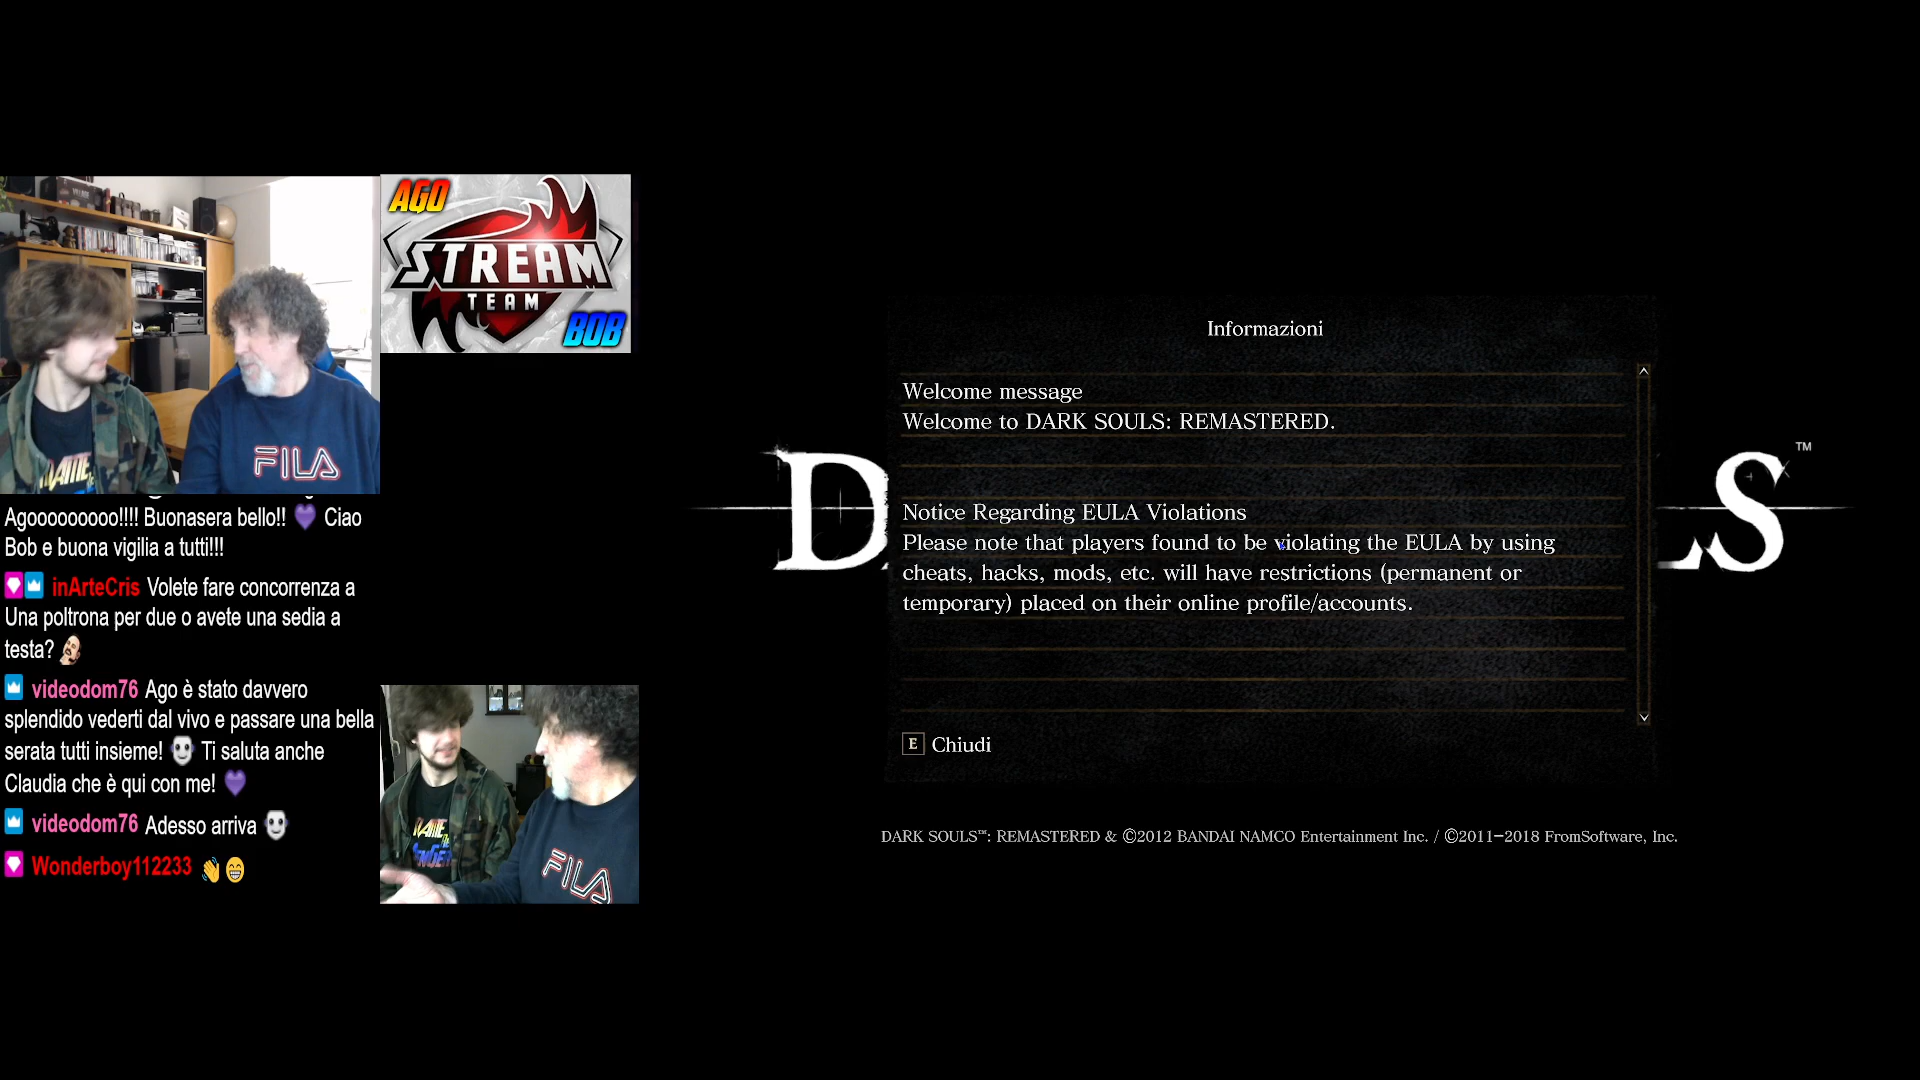 AGO
STREAM
TEAM
BOB
FILA
Agooooooooo!!!! Buonasera bello!! 💜 Ciao
Bob e buona vigilia a tutti!!!
inArteCris Volete fare concorrenza a
Una poltrona per due o avete una sedia a
testa?
videodom76 Ago è stato davvero
splendido vederti dal vivo e passare una bella
serata tutti insieme! Ti saluta anche
Claudia che è qui con me! 💜
videodom76 Adesso arriva
Wonderboy112233 👋😁
FILA
Informazioni
Welcome message
Welcome to DARK SOULS: REMASTERED.
Notice Regarding EULA Violations
Please note that players found to be violating the EULA by using
cheats, hacks, mods, etc. will have restrictions (permanent or
temporary) placed on their online profile/accounts.
E Chiudi
D S™
DARK SOULS™: REMASTERED & ©2012 BANDAI NAMCO Entertainment Inc. / ©2011-2018 FromSoftware, Inc.